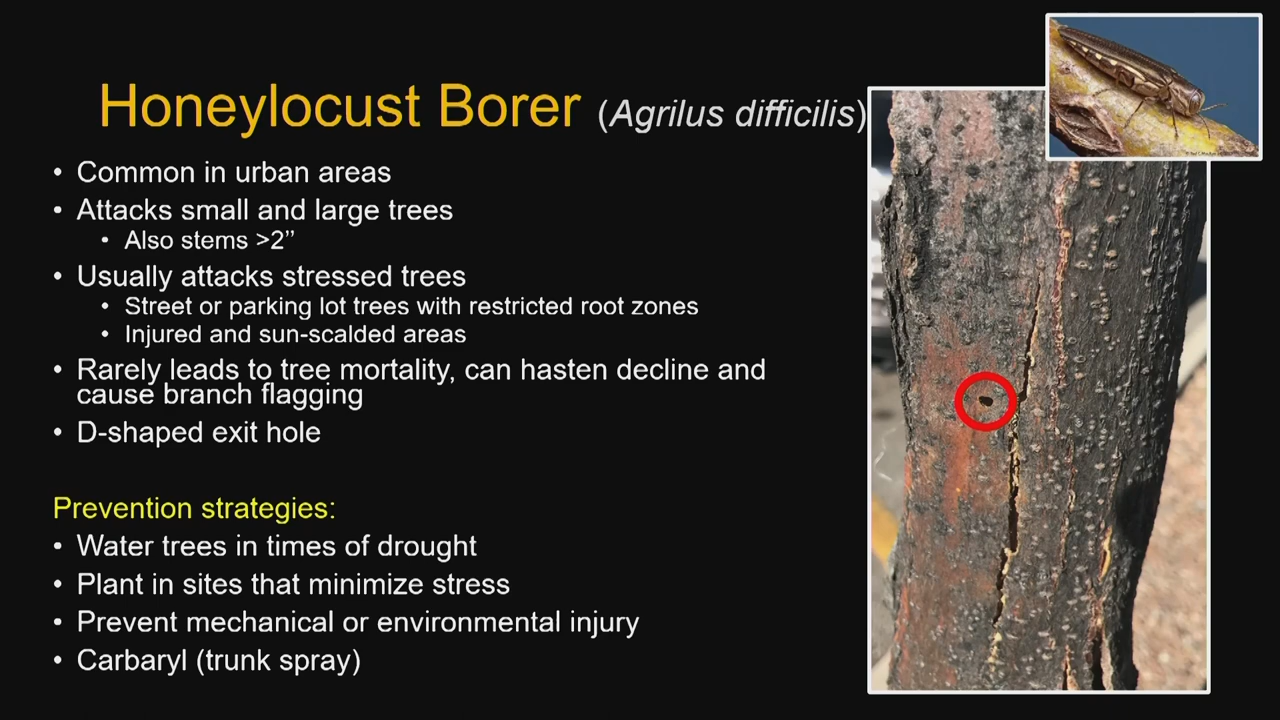 Honeylocust Borer (Agrilus difficilis)
• Common in urban areas
• Attacks small and large trees
• Also stems >2’’
• Usually attacks stressed trees
• Street or parking lot trees with restricted root zones
• Injured and sun-scalded areas
• Rarely leads to tree mortality, can hasten decline and
cause branch flagging
• D-shaped exit hole
Prevention strategies:
• Water trees in times of drought
• Plant in sites that minimize stress
• Prevent mechanical or environmental injury
• Carbaryl (trunk spray)